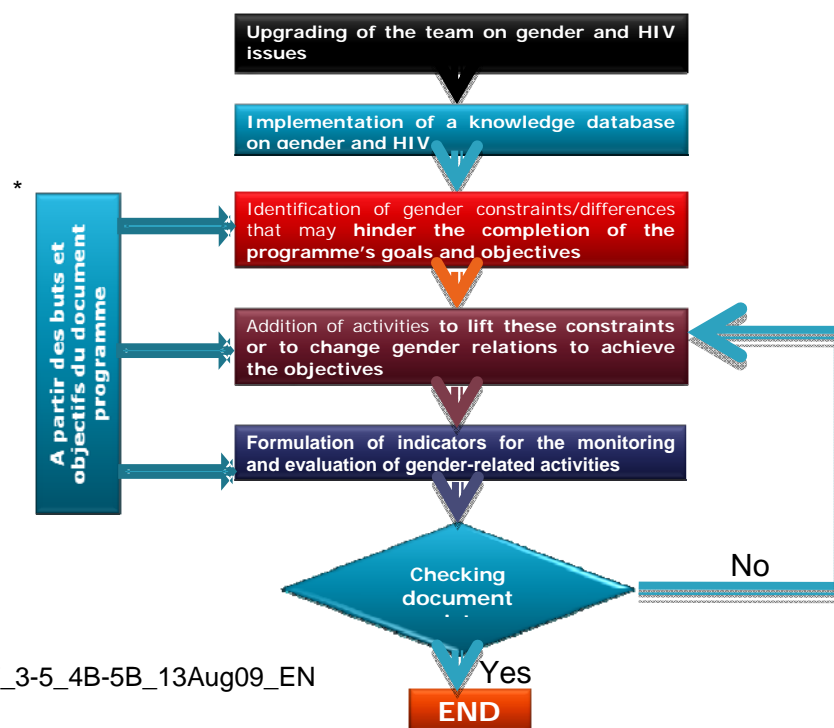 Upgrading of the team on gender and HIV
issues
Implementation of a knowledge database
on gender and HIV
*
A partir des buts et
objectifs du document
programme
Identification of gender constraints/differences
that may hinder the completion of the
programme's goals and objectives
Addition of activities to lift these constraints
or to change gender relations to achieve
the objectives
Formulation of indicators for the monitoring
and evaluation of gender-related activities
Checking
document
No
Yes
_3-5_4B-5B_13Aug09_EN
END